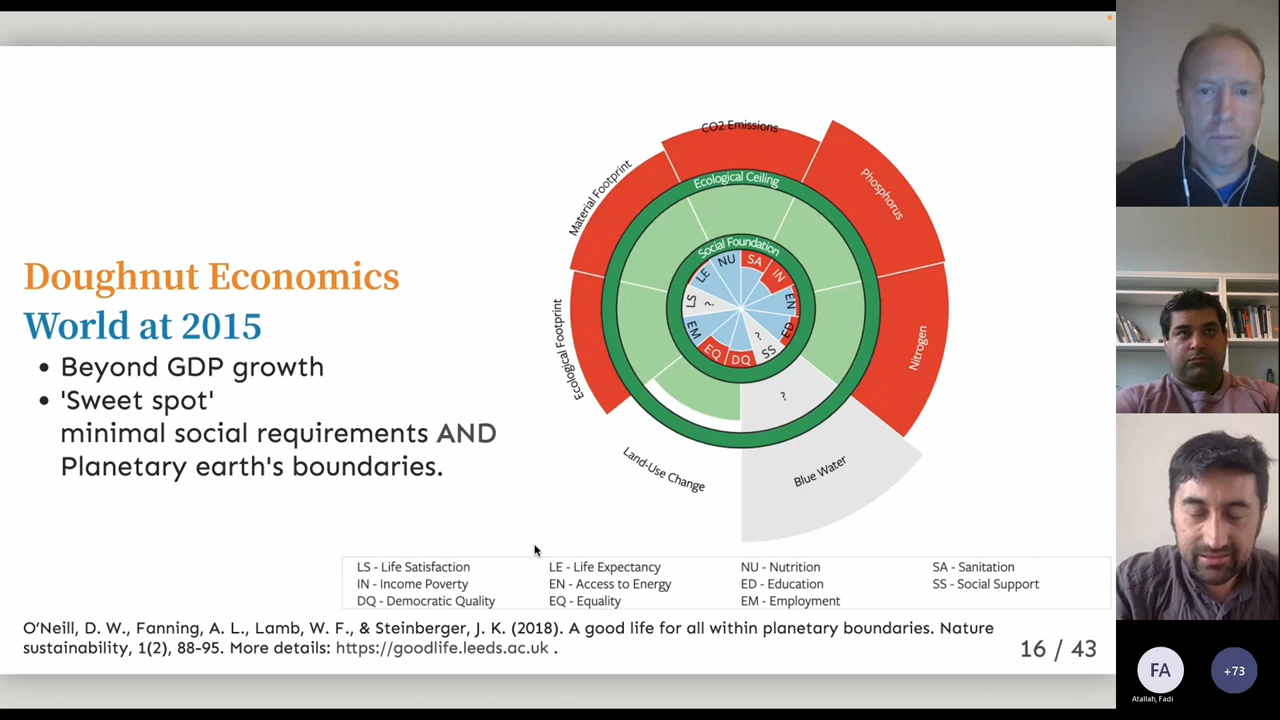 Doughnut Economics
World at 2015
• Beyond GDP growth
• 'Sweet spot'
minimal social requirements AND
Planetary earth's boundaries.
CO2 Emissions
Phosphorus
Material Footprint
Ecological Ceiling
Social Foundation
NU
SA
LE
IN
LS
?
EN
EM
ED
?
EQ
DQ
SS
Ecological Footprint
Nitrogen
?
Land-Use Change
Blue Water
LS - Life Satisfaction
LE - Life Expectancy
NU - Nutrition
SA - Sanitation
IN - Income Poverty
EN - Access to Energy
ED - Education
SS - Social Support
DQ - Democratic Quality
EQ - Equality
EM - Employment
O'Neill, D. W., Fanning, A. L., Lamb, W. F., & Steinberger, J. K. (2018). A good life for all within planetary boundaries. Nature
sustainability, 1(2), 88-95. More details: https://goodlife.leeds.ac.uk .
16 / 43
FA
Atallah, Fadi
+73